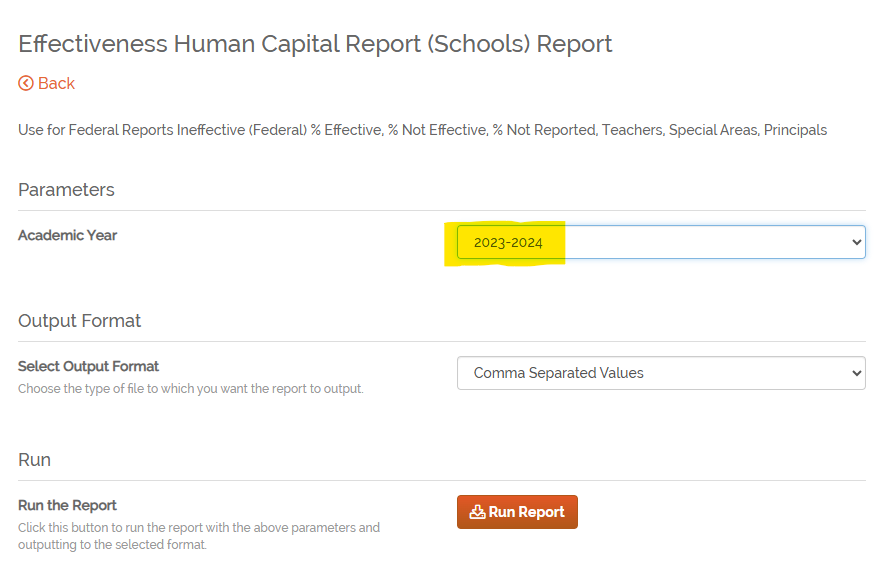 Effectiveness Human Capital Report (Schools) Report
Back
Use for Federal Reports Ineffective (Federal) % Effective, % Not Effective, % Not Reported, Teachers, Special Areas, Principals
Parameters
Academic Year
2023-2024
Output Format
Select Output Format
Comma Separated Values
Choose the type of file to which you want the report to output.
Run
Run the Report
Run Report
Click this button to run the report with the above parameters and
outputting to the selected format.